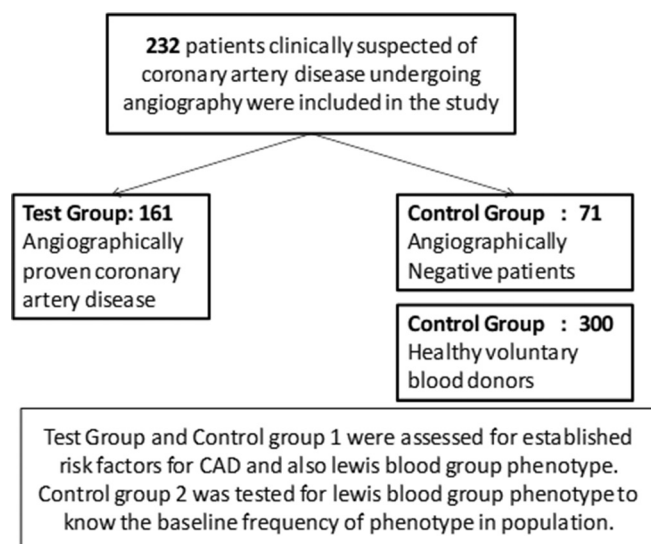 232 patients clinically suspected of
coronary artery disease undergoing
angiography were included in the study
Test Group: 161
Angiographically
proven coronary
artery disease
Control Group : 71
Angiographically
Negative patients
Control Group : 300
Healthy voluntary
blood donors
Test Group and Control group 1 were assessed for established
risk factors for CAD and also lewis blood group phenotype.
Control group 2 was tested for lewis blood group phenotype to
know the baseline frequency of phenotype in population.